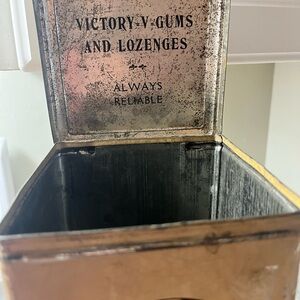 VICTORY-V-GUMS
AND LOZENGES
ALWAYS
RELIABLE